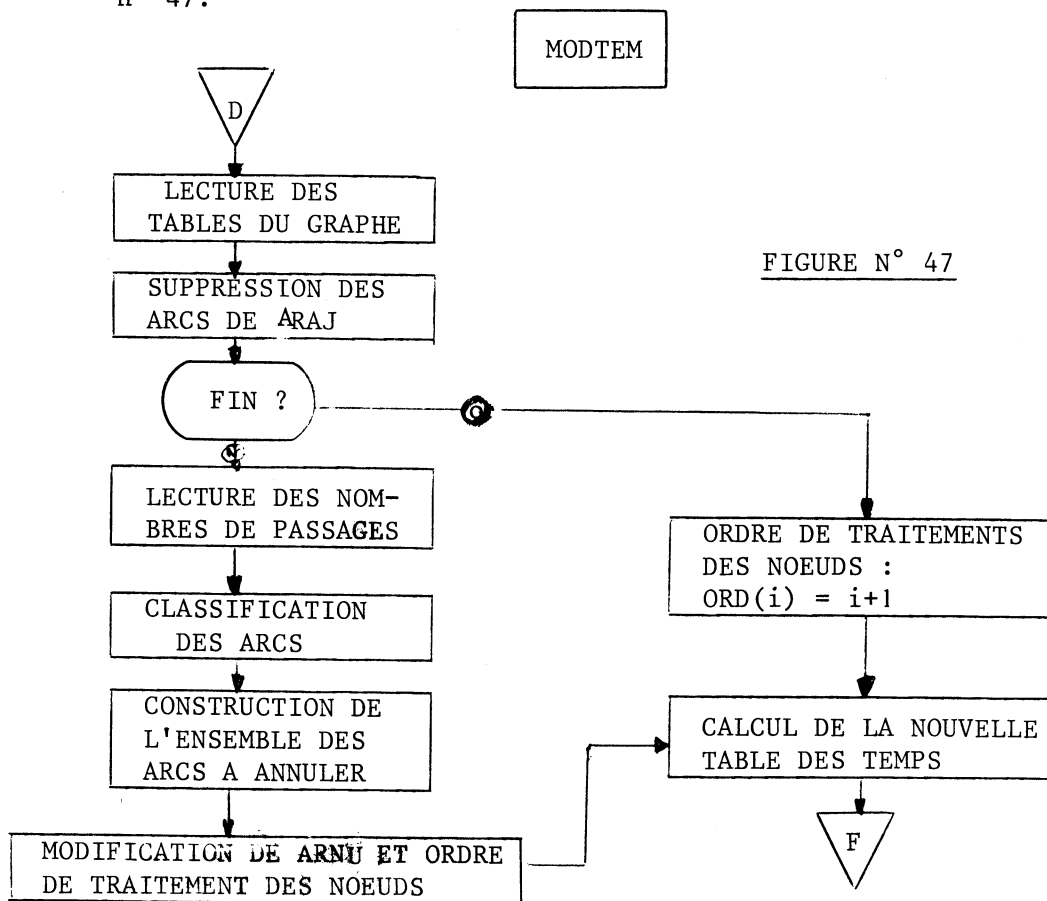 n° 47.
MODTEM
D
LECTURE DES
TABLES DU GRAPHE
FIGURE N° 47
SUPPRESSION DES
ARCS DE ARAJ
FIN ?
O
N
LECTURE DES NOM-
BRES DE PASSAGES
CLASSIFICATION
DES ARCS
CONSTRUCTION DE
L'ENSEMBLE DES
ARCS A ANNULER
MODIFICATION DE ARNU ET ORDRE
DE TRAITEMENT DES NOEUDS
ORDRE DE TRAITEMENTS
DES NOEUDS :
ORD(i) = i+1
CALCUL DE LA NOUVELLE
TABLE DES TEMPS
F